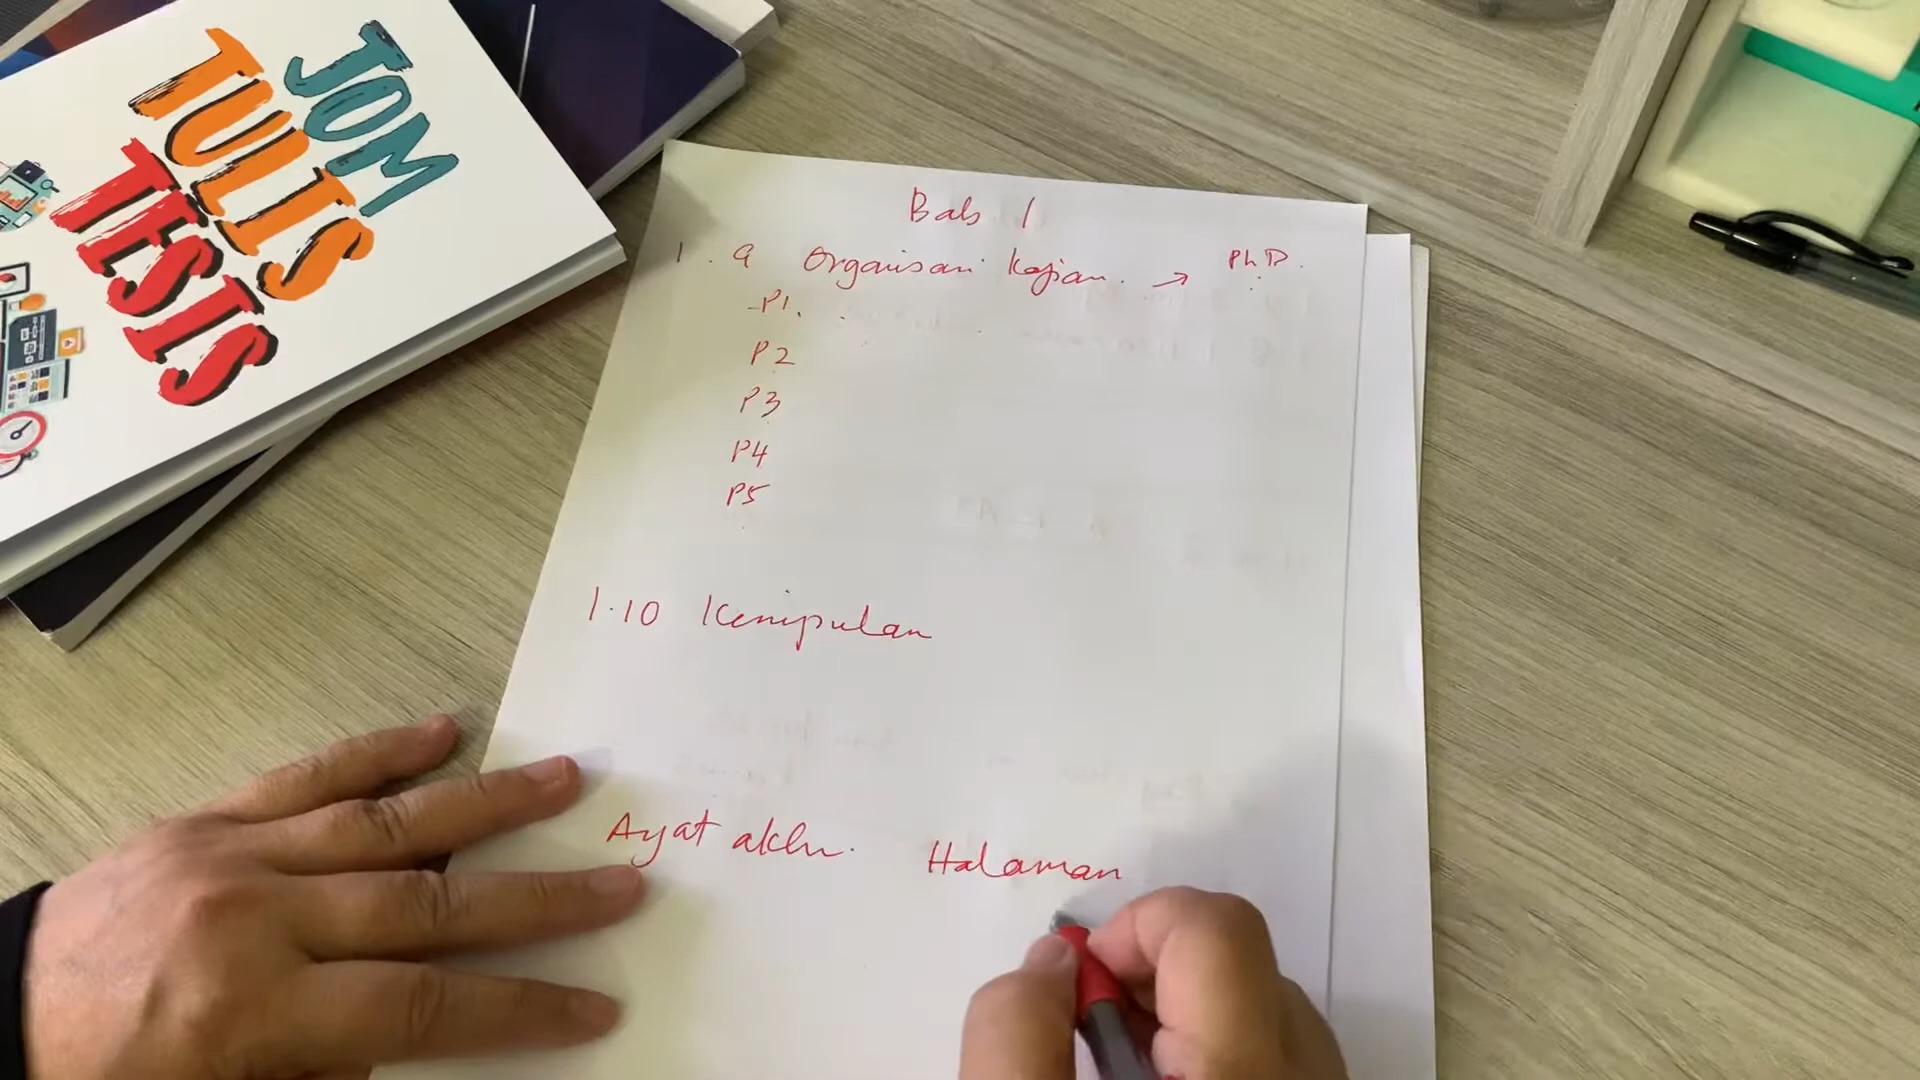 JOM
TULIS
TESIS
Bab 1
1.9 Organisasi Kajian. → PhD.
P1.
P2
P3
P4
P5
1.10 Kesimpulan
Ayat akhir. Halaman